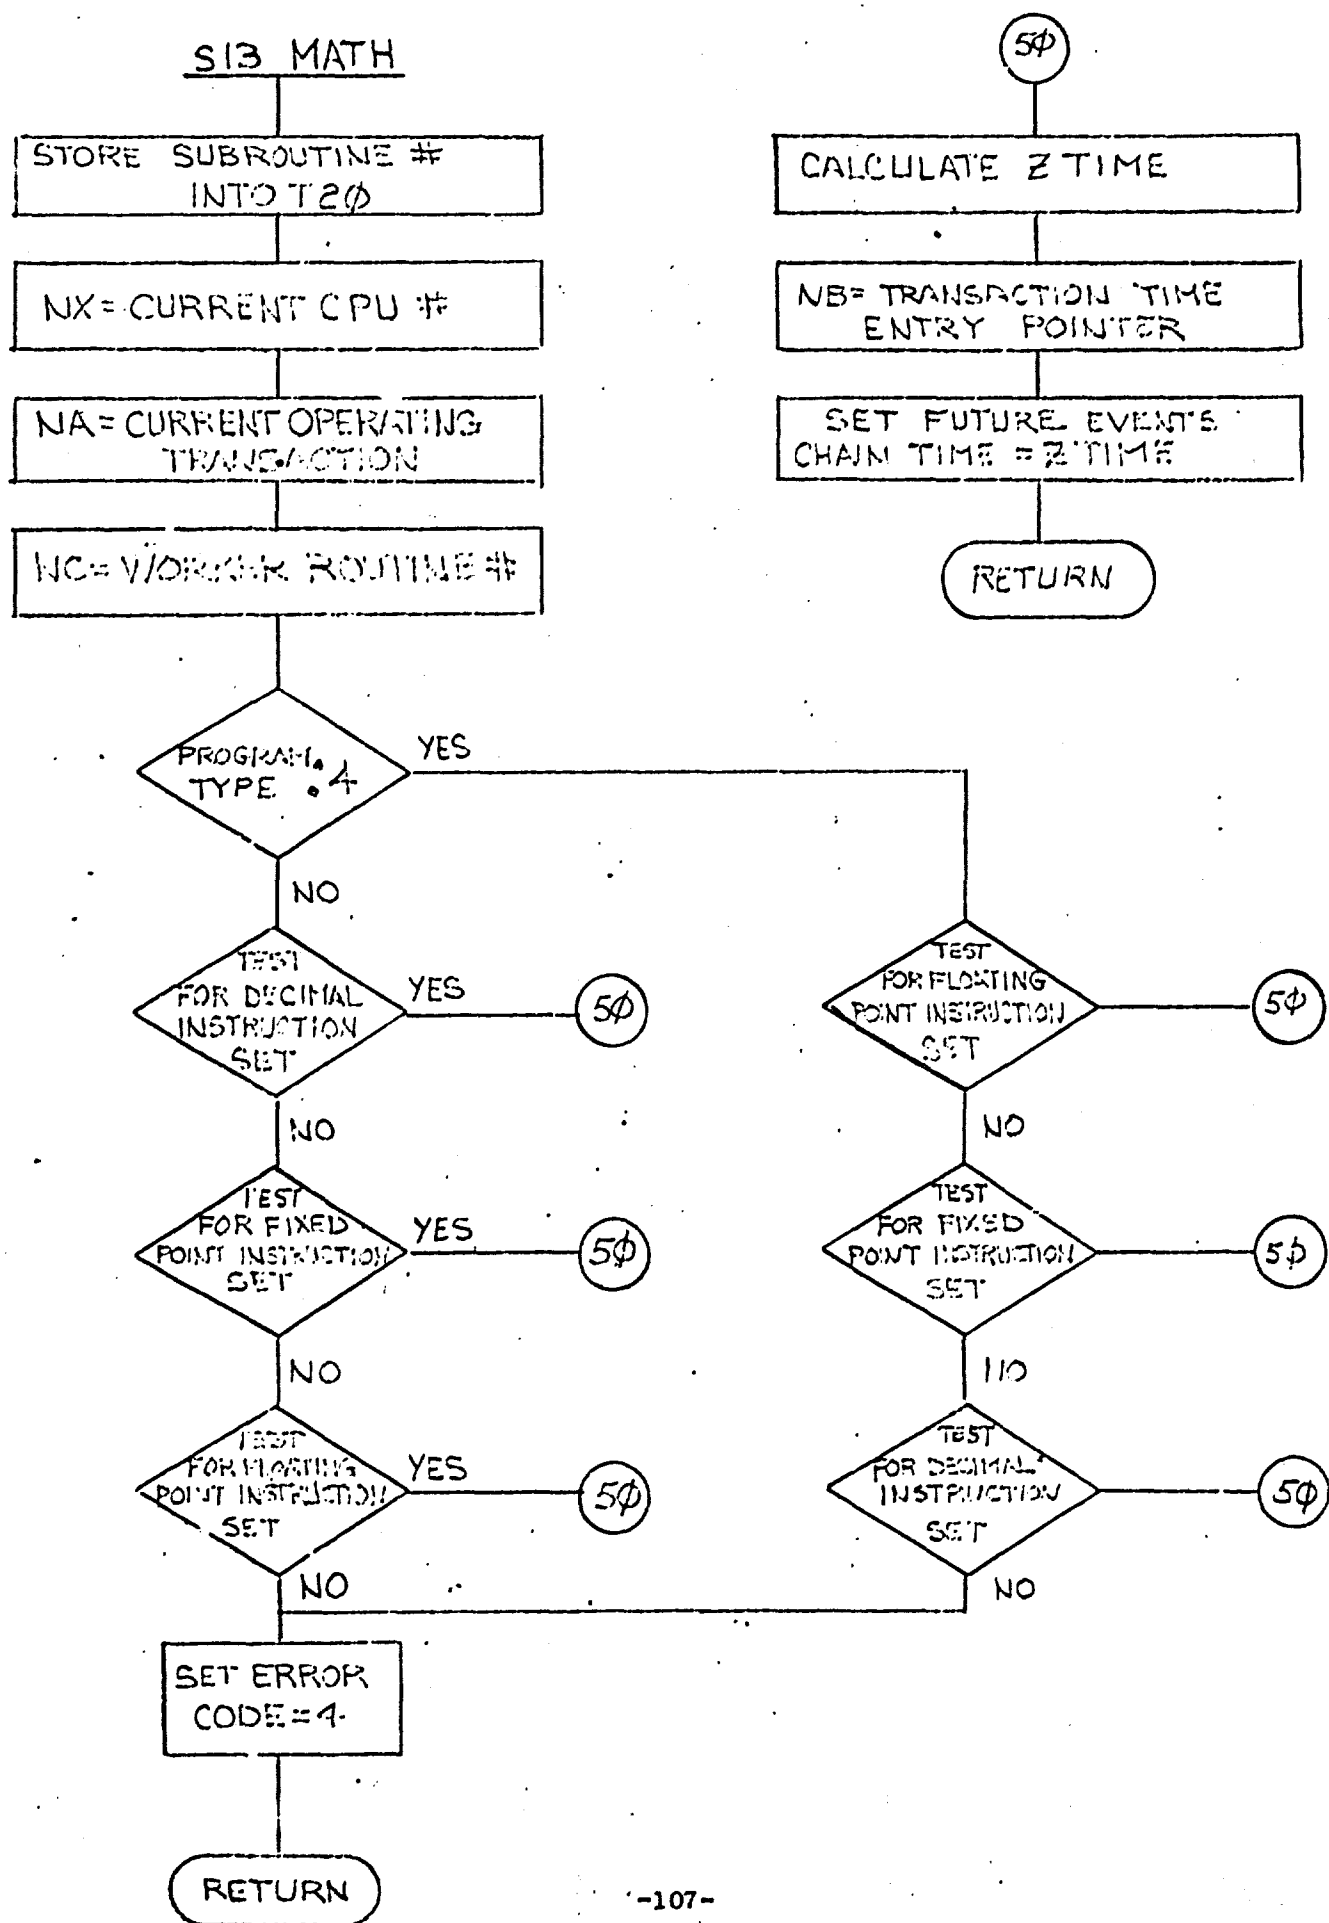 S13 MATH
STORE SUBROUTINE #
INTO T2Ø
NX = CURRENT CPU #
NA = CURRENT OPERATING
TRANSACTION
NC = WORKER ROUTINE #
PROGRAM
TYPE : 4
YES
NO
TEST
FOR DECIMAL
INSTRUCTION
SET
YES
5Ø
NO
TEST
FOR FIXED
POINT INSTRUCTION
SET
YES
5Ø
NO
TEST
FOR FLOATING
POINT INSTRUCTION
SET
YES
5Ø
NO
SET ERROR
CODE = 4
RETURN
5Ø
CALCULATE Z TIME
NB = TRANSACTION TIME
ENTRY POINTER
SET FUTURE EVENTS
CHAIN TIME = Z TIME
RETURN
TEST
FOR FLOATING
POINT INSTRUCTION
SET
5Ø
NO
TEST
FOR FIXED
POINT INSTRUCTION
SET
5Ø
NO
TEST
FOR DECIMAL
INSTRUCTION
SET
5Ø
NO
-107-